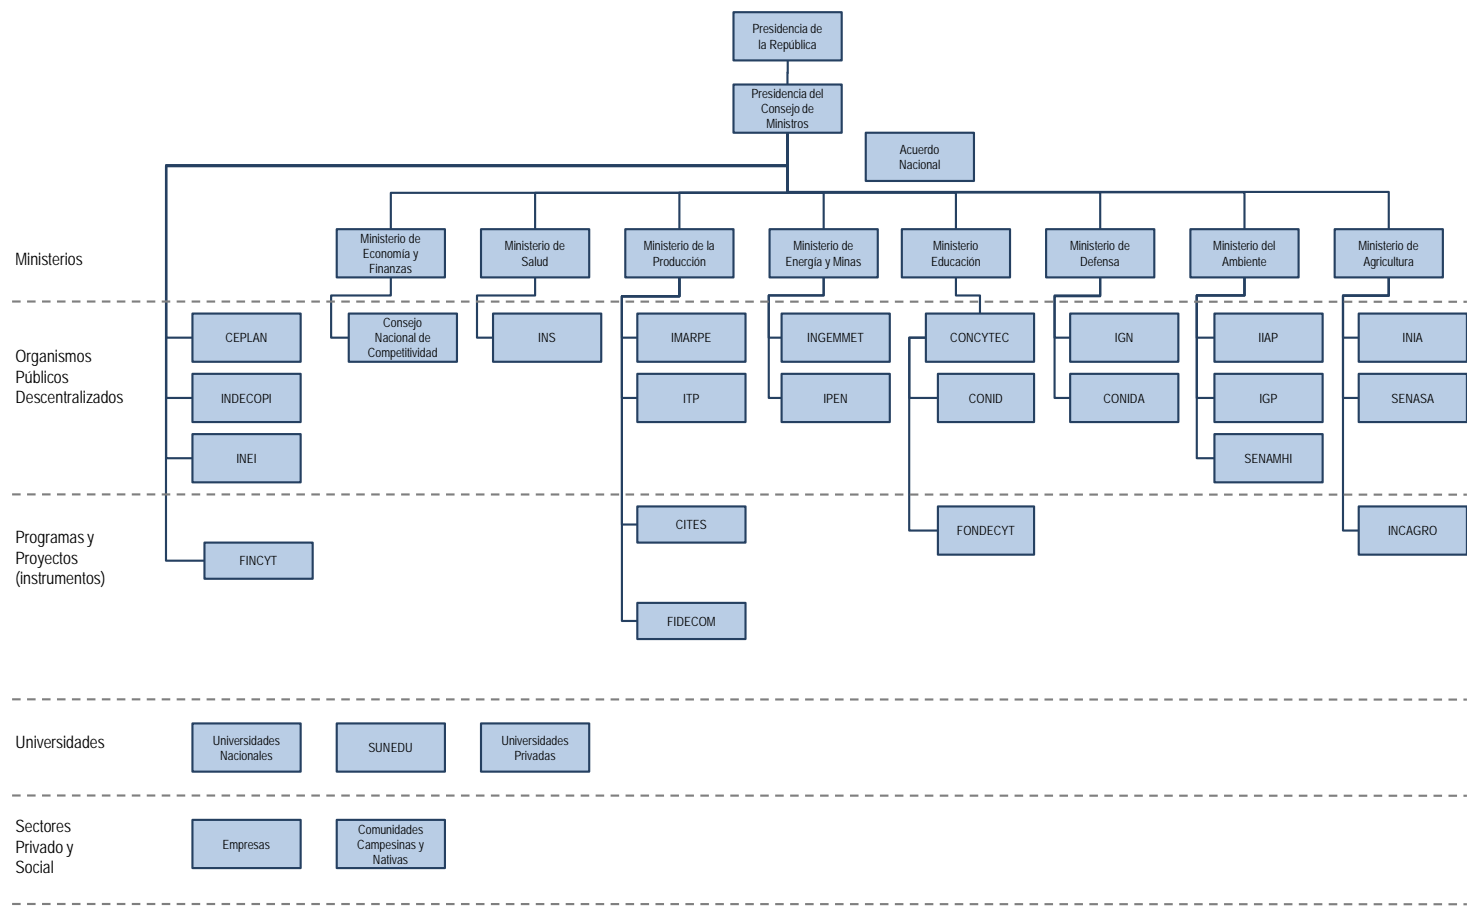 Presidencia de
la República
Presidencia del
Consejo de
Ministros
Acuerdo
Nacional
Ministerios
Ministerio de
Economía y
Finanzas
Ministerio de
Salud
Ministerio de la
Producción
Ministerio de
Energía y Minas
Ministerio
Educación
Ministerio de
Defensa
Ministerio del
Ambiente
Ministerio de
Agricultura
Organismos
Públicos
Descentralizados
CEPLAN
Consejo
Nacional de
Competitividad
INS
IMARPE
INGEMMET
CONCYTEC
IGN
IIAP
INIA
INDECOPI
ITP
IPEN
CONID
CONIDA
IGP
SENASA
INEI
SENAMHI
Programas y
Proyectos
(instrumentos)
FINCYT
CITES
FONDECYT
INCAGRO
FIDECOM
Universidades
Universidades
Nacionales
SUNEDU
Universidades
Privadas
Sectores
Privado y
Social
Empresas
Comunidades
Campesinas y
Nativas